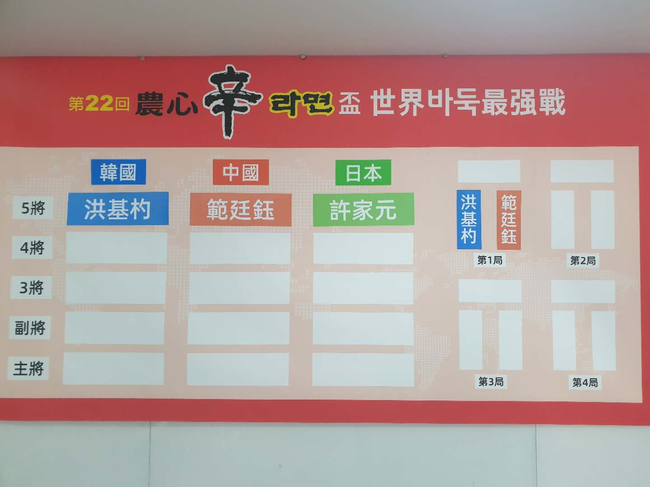 第22回 農心 辛 라면 盃 世界바둑最强戰
韓國 中國 日本
5將 洪基杓 範廷鈺 許家元
4將
3將
副將
主將
洪基杓 範廷鈺
第1局 第2局
第3局 第4局